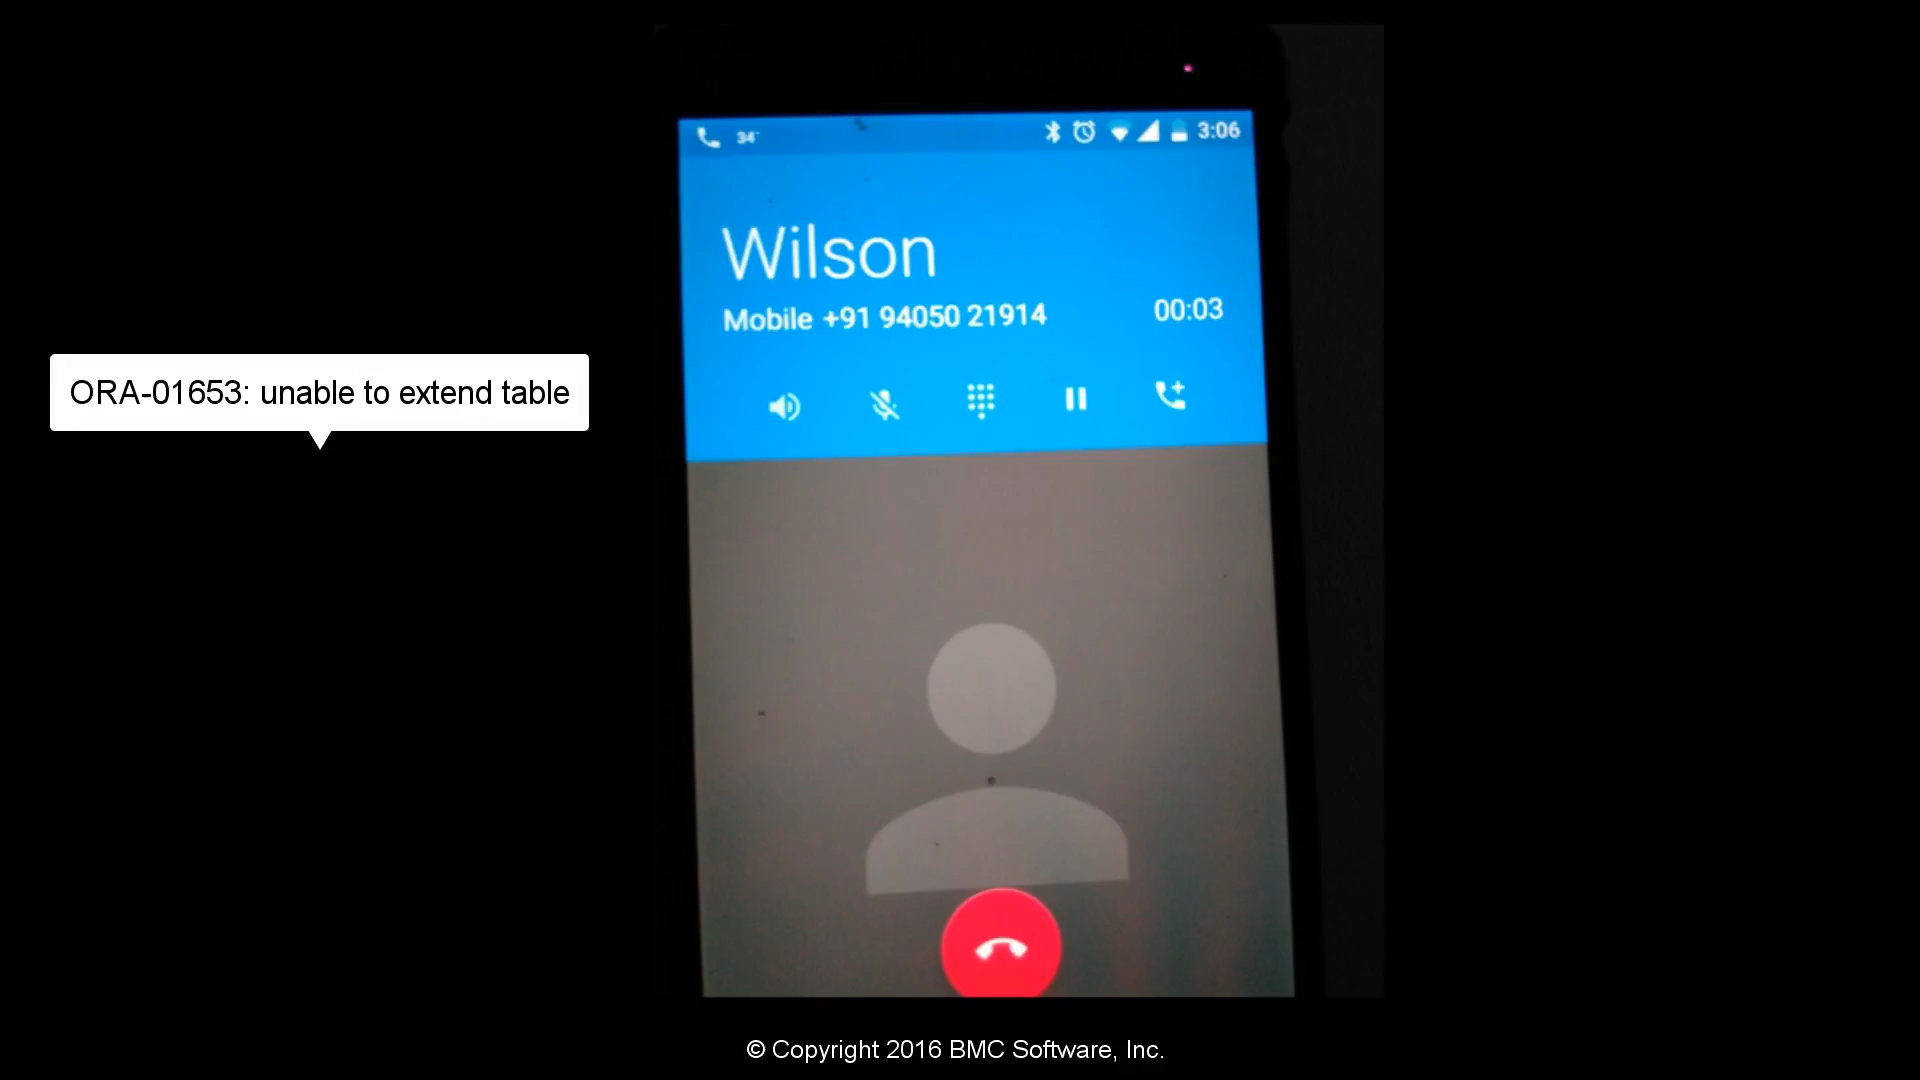 34°
3:06
Wilson
Mobile +91 94050 21914
00:03
ORA-01653: unable to extend table
© Copyright 2016 BMC Software, Inc.